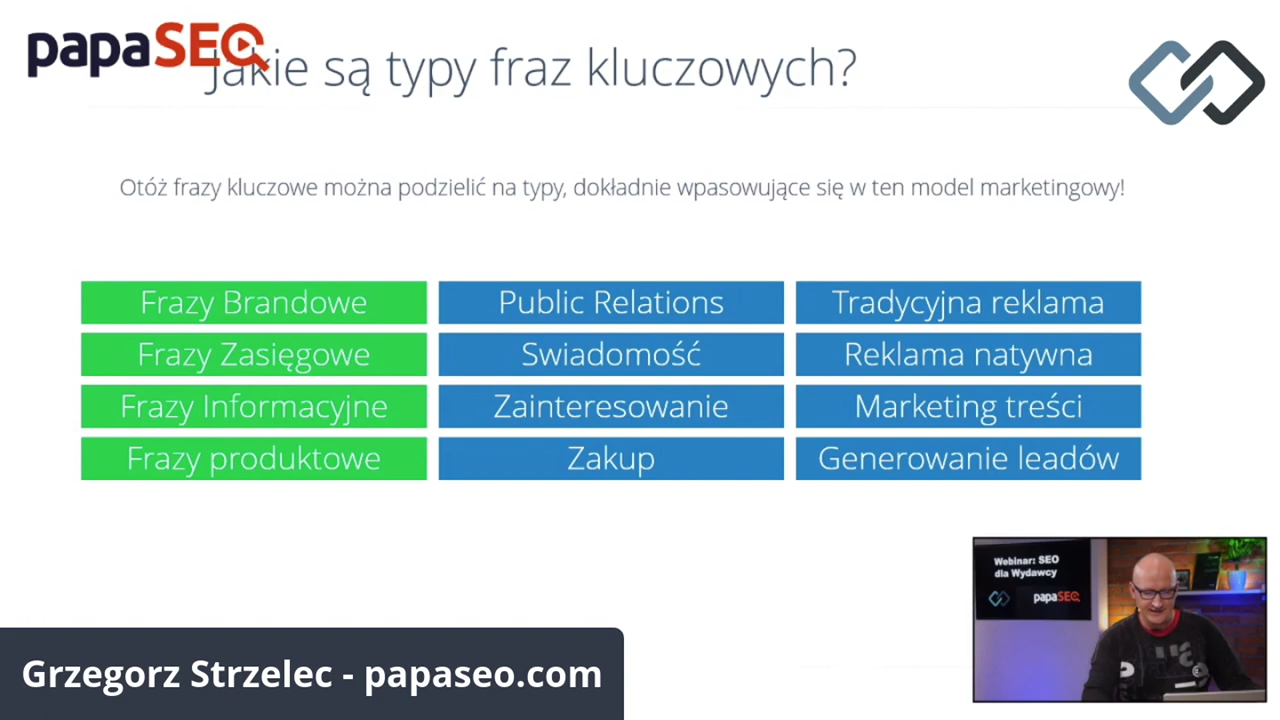 papaSEO
Jakie są typy fraz kluczowych?
Otóż frazy kluczowe można podzielić na typy, dokładnie wpasowujące się w ten model marketingowy!
Frazy Brandowe Public Relations Tradycyjna reklama
Frazy Zasięgowe Swiadomość Reklama natywna
Frazy Informacyjne Zainteresowanie Marketing treści
Frazy produktowe Zakup Generowanie leadów
Webinar: SEO
dla Wydawcy
papaSEO
Grzegorz Strzelec - papaseo.com